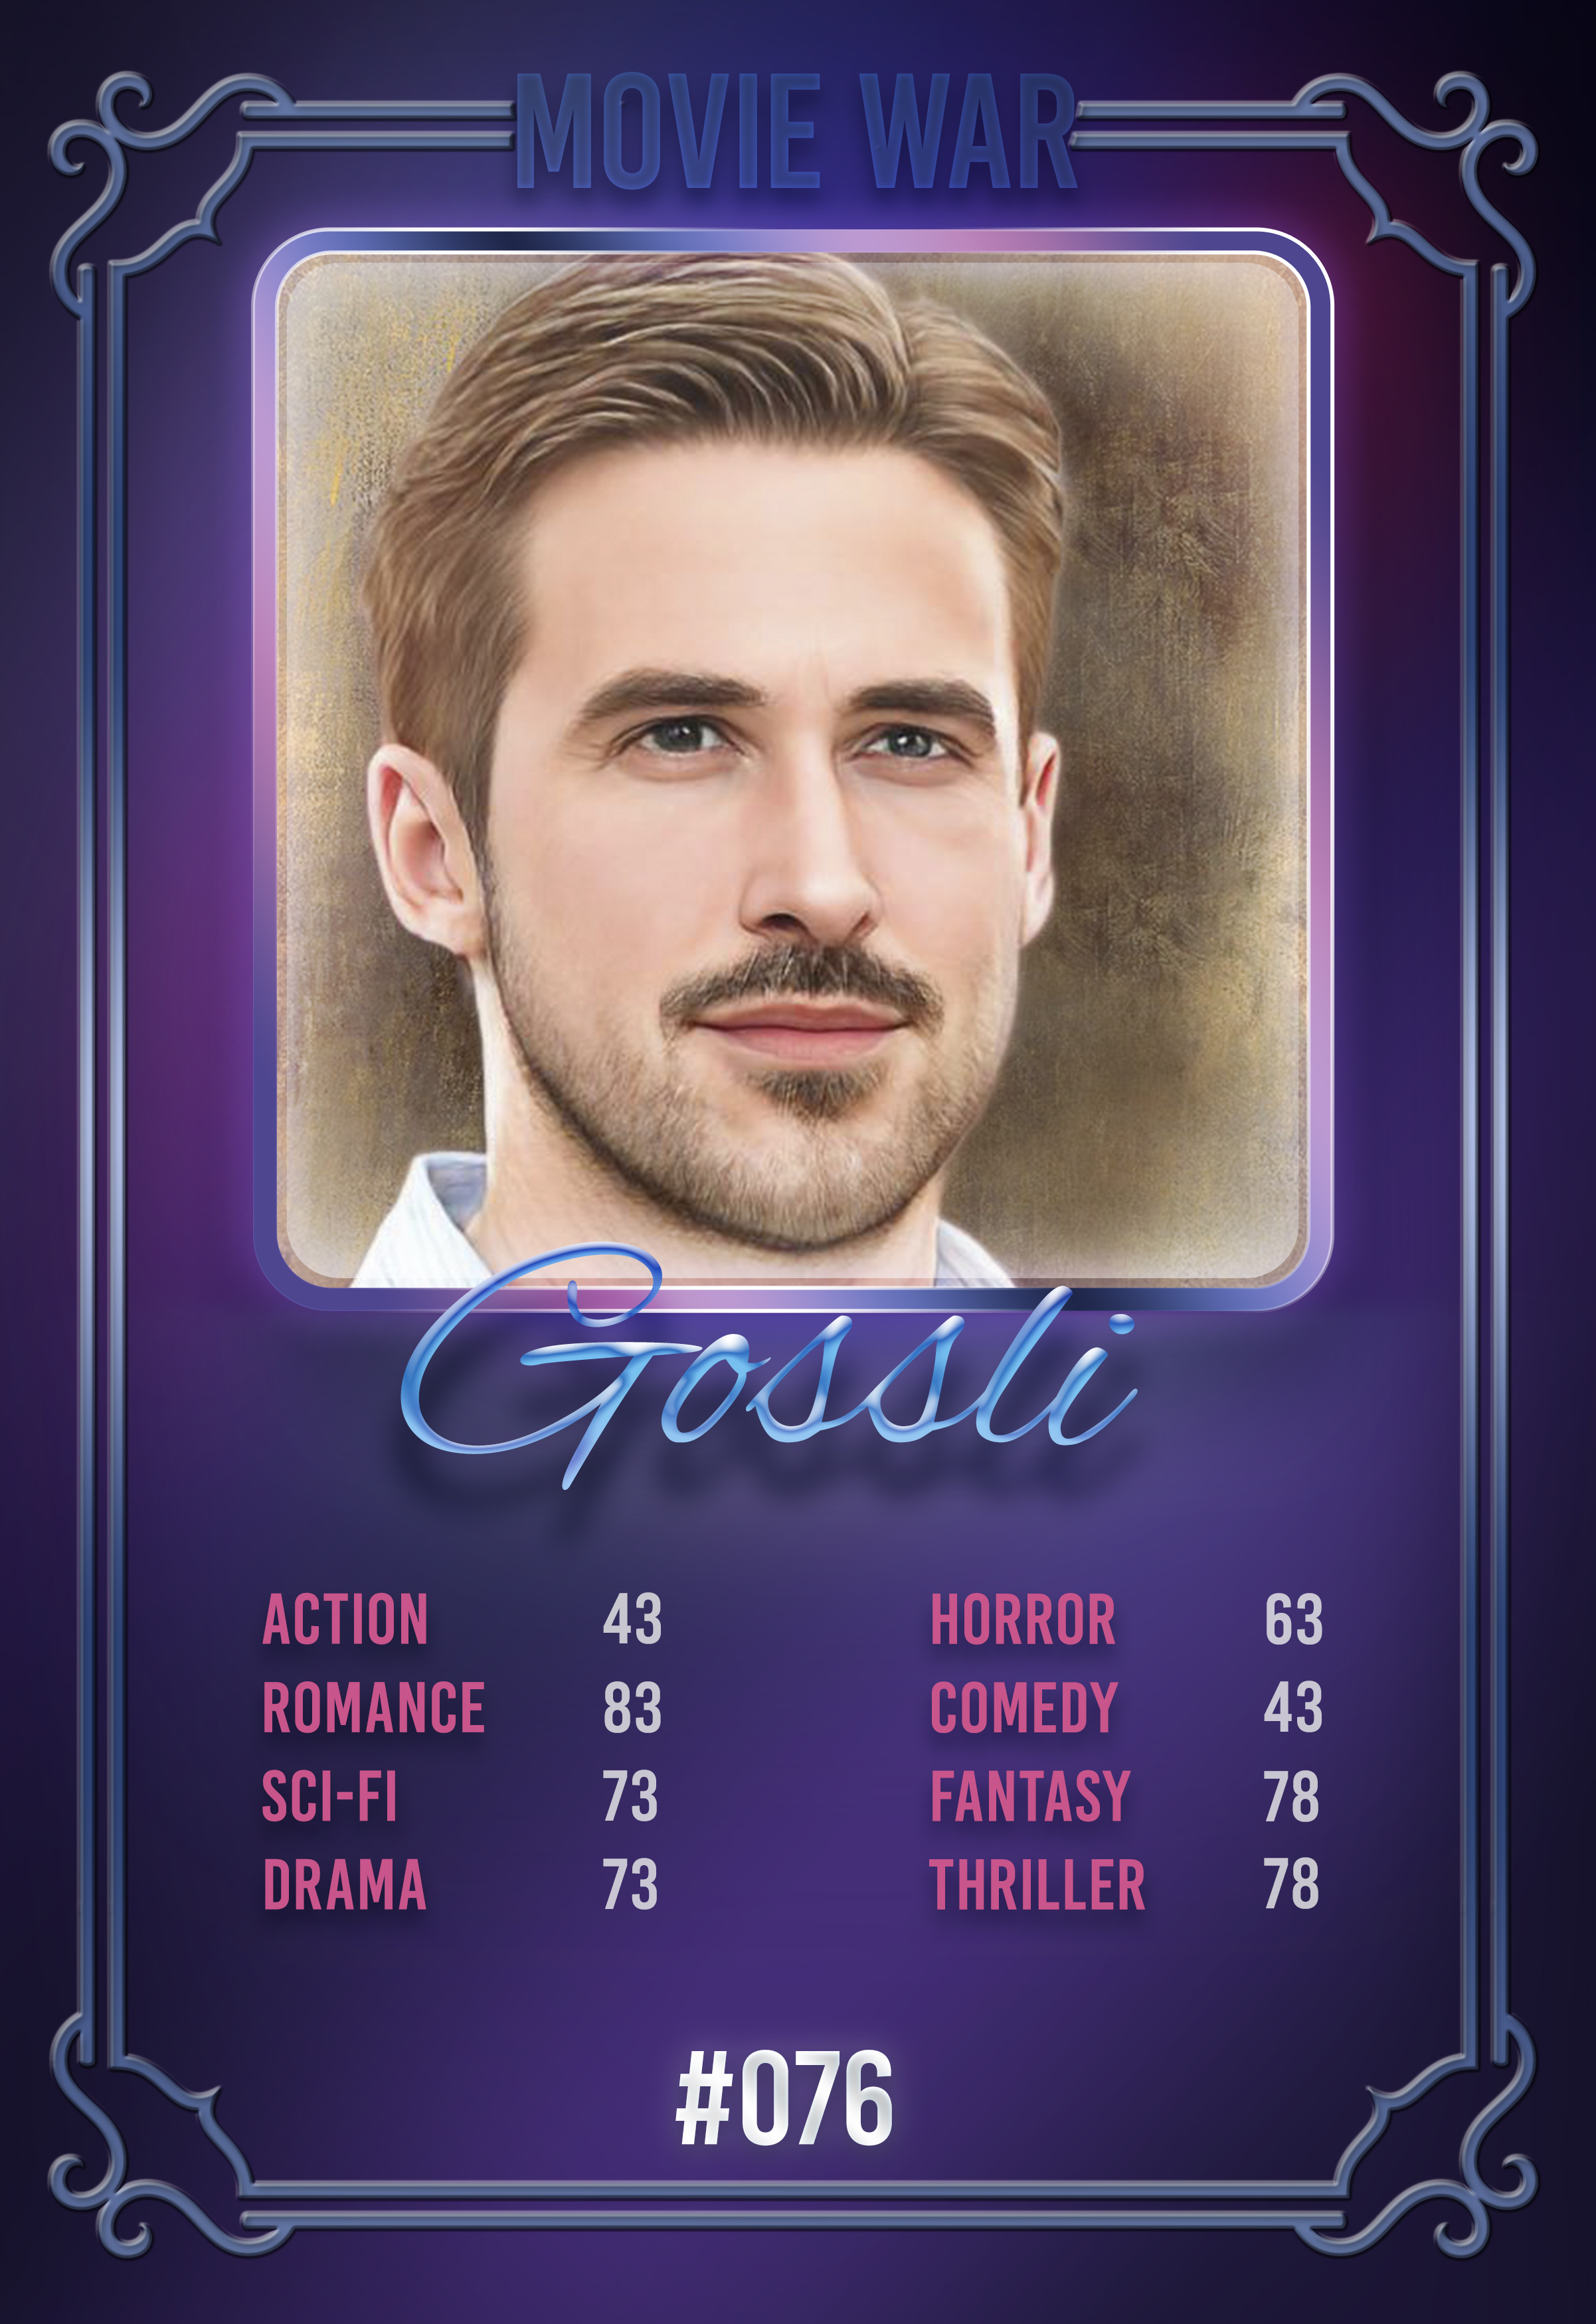 MOVIE WAR
Gossli
ACTION 43 HORROR 63
ROMANCE 83 COMEDY 43
SCI-FI 73 FANTASY 78
DRAMA 73 THRILLER 78
#076